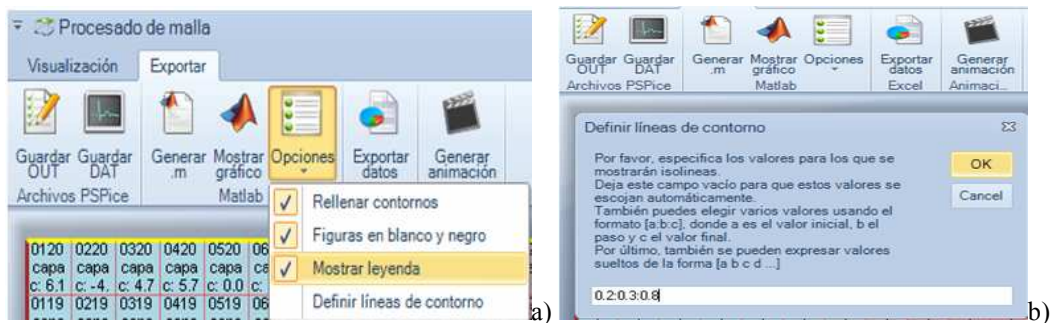 Procesado de malla
Visualización Exportar
Guardar OUT
Guardar DAT
Generar .m
Mostrar gráfico
Opciones
Exportar datos
Generar animación
Archivos PSPice
Matlab
Rellenar contornos
Figuras en blanco y negro
Mostrar leyenda
Definir líneas de contorno
0120 0220 0320 0420 0520 06
capa capa capa capa capa ca
c: 6.1 c: -4. c: 4.7 c: 5.7 c: 0.0 c:
0119 0219 0319 0419 0519 06
a)
Guardar OUT
Guardar DAT
Generar .m
Mostrar gráfico
Opciones
Exportar datos
Generar animación
Archivos PSPice
Matlab
Excel
Animaci...
Definir líneas de contorno
Por favor, especifica los valores para los que se
mostrarán isolineas.
Deja este campo vacío para que estos valores se
escojan automáticamente.
También puedes elegir varios valores usando el
formato [a:b:c], donde a es el valor inicial, b el
paso y c el valor final.
Por último, también se pueden expresar valores
sueltos de la forma [a b c d ...]
OK
Cancel
0.2:0.3:0.8
b)